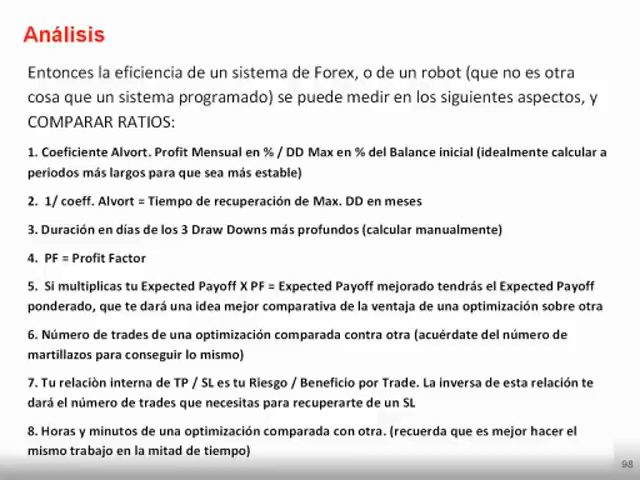 Análisis
Entonces la eficiencia de un sistema de Forex, o de un robot (que no es otra
cosa que un sistema programado) se puede medir en los siguientes aspectos, y
COMPARAR RATIOS:
1. Coeficiente Alvort. Profit Mensual en % / DD Max en % del Balance inicial (idealmente calcular a
periodos más largos para que sea más estable)
2. 1/ coeff. Alvort = Tiempo de recuperación de Max. DD en meses
3. Duración en días de los 3 Draw Downs más profundos (calcular manualmente)
4. PF = Profit Factor
5. Si multiplicas tu Expected Payoff X PF = Expected Payoff mejorado tendrás el Expected Payoff
ponderado, que te dará una idea mejor comparativa de la ventaja de una optimización sobre otra
6. Número de trades de una optimización comparada contra otra (acuérdate del número de
martillazos para conseguir lo mismo)
7. Tu relaciòn interna de TP / SL es tu Riesgo / Beneficio por Trade. La inversa de esta relación te
dará el número de trades que necesitas para recuperarte de un SL
8. Horas y minutos de una optimización comparada con otra. (recuerda que es mejor hacer el
mismo trabajo en la mitad de tiempo)
98